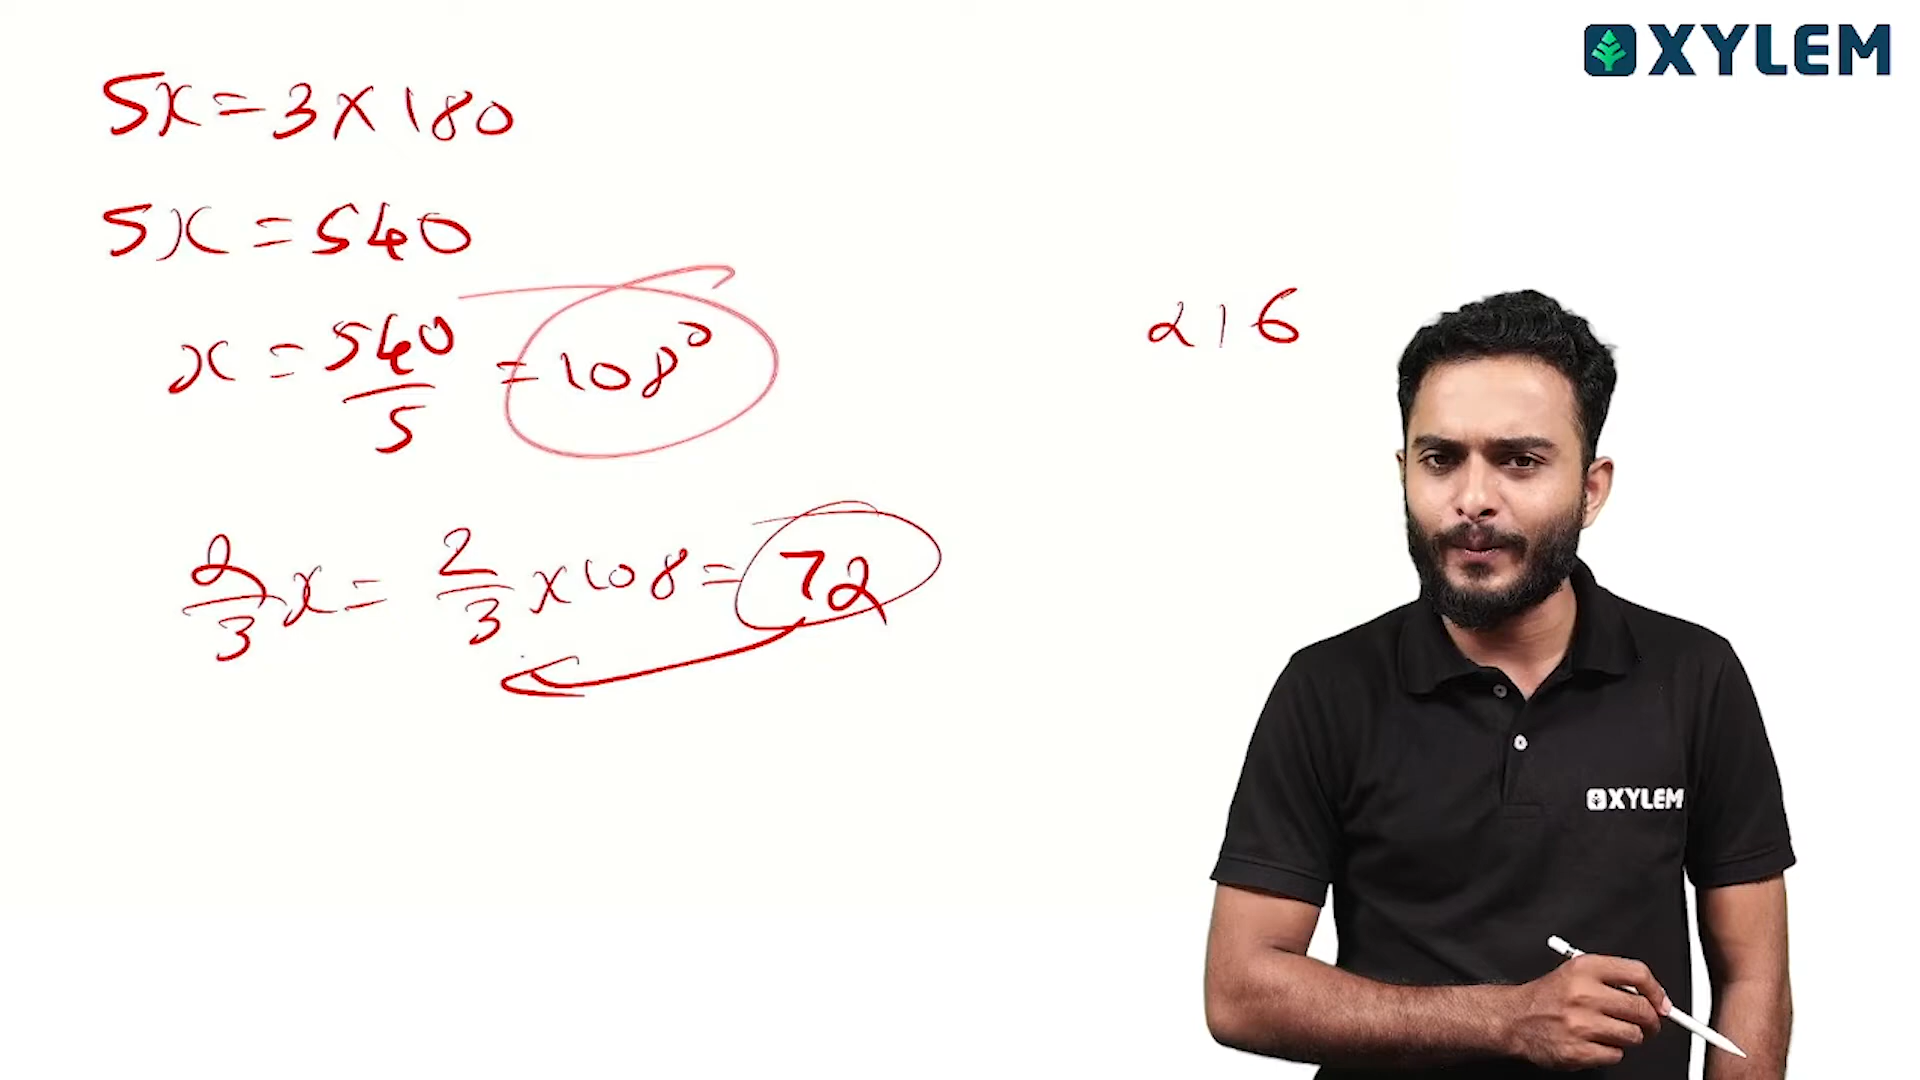 XYLEM
5x = 3 x 180
5x = 540
x = 540/5 = 108°
216
2/3 x = 2/3 x 108 = 72
XYLEM